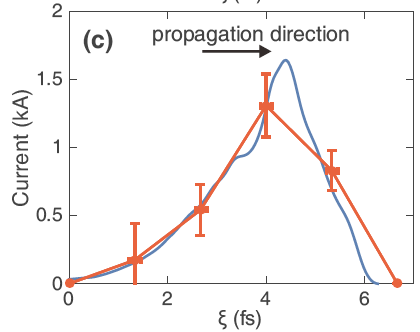 (c)
propagation direction
2
1.5
1
0.5
0
Current (kA)
0
2
4
6
ξ (fs)